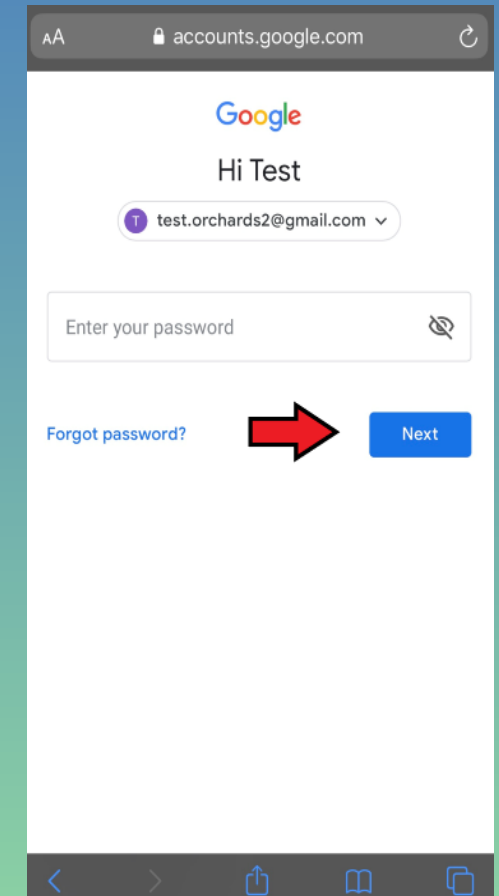 AA accounts.google.com
Google
Hi Test
T test.orchards2@gmail.com
Enter your password
Forgot password? Next